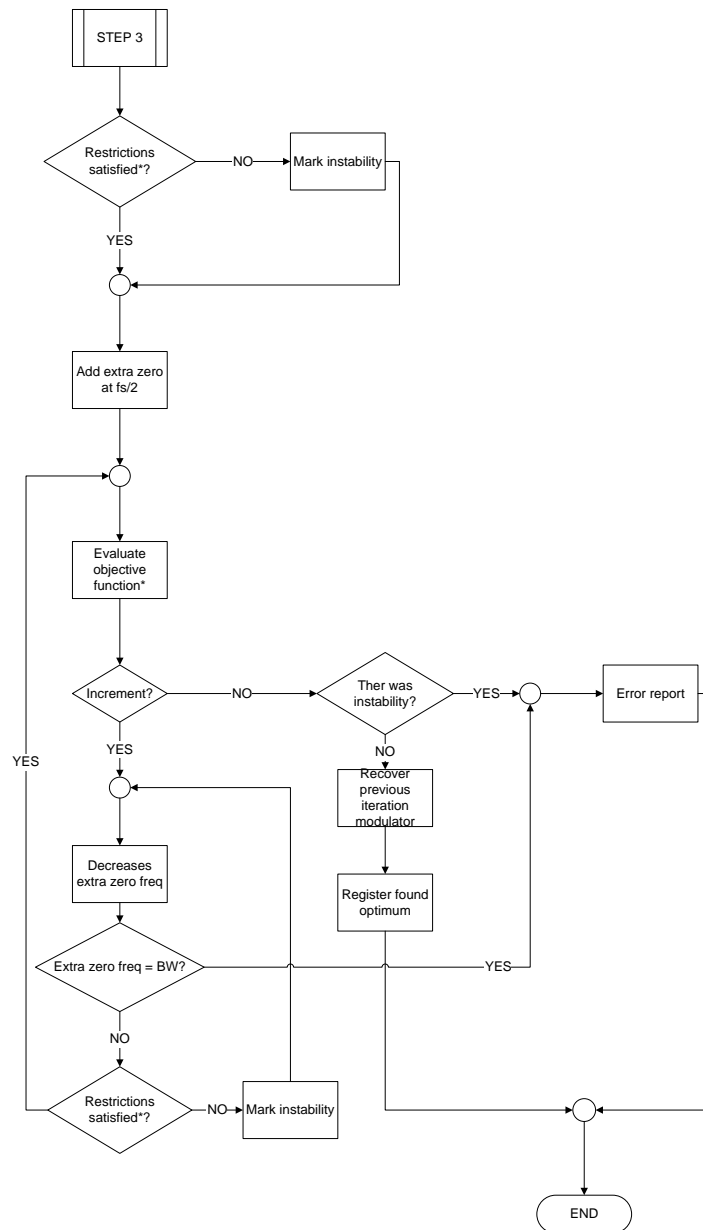 STEP 3
Restrictions
satisfied*?
NO
Mark instability
YES
Add extra zero
at fs/2
Evaluate
objective
function*
Increment?
NO
Ther was
instability?
YES
Error report
YES
YES
NO
Recover
previous
iteration
modulator
Decreases
extra zero freq
Register found
optimum
Extra zero freq = BW?
YES
NO
Restrictions
satisfied*?
NO
Mark instability
END